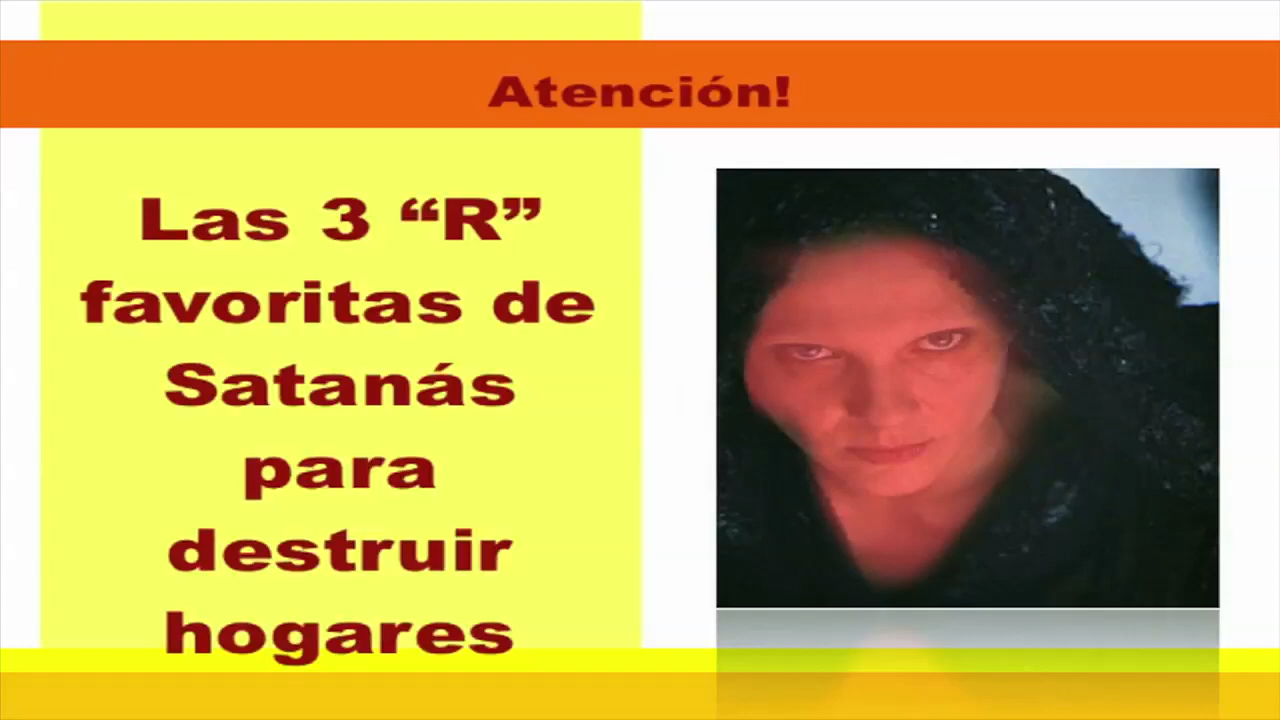 Atención!
Las 3 “R”
favoritas de
Satanás
para
destruir
hogares